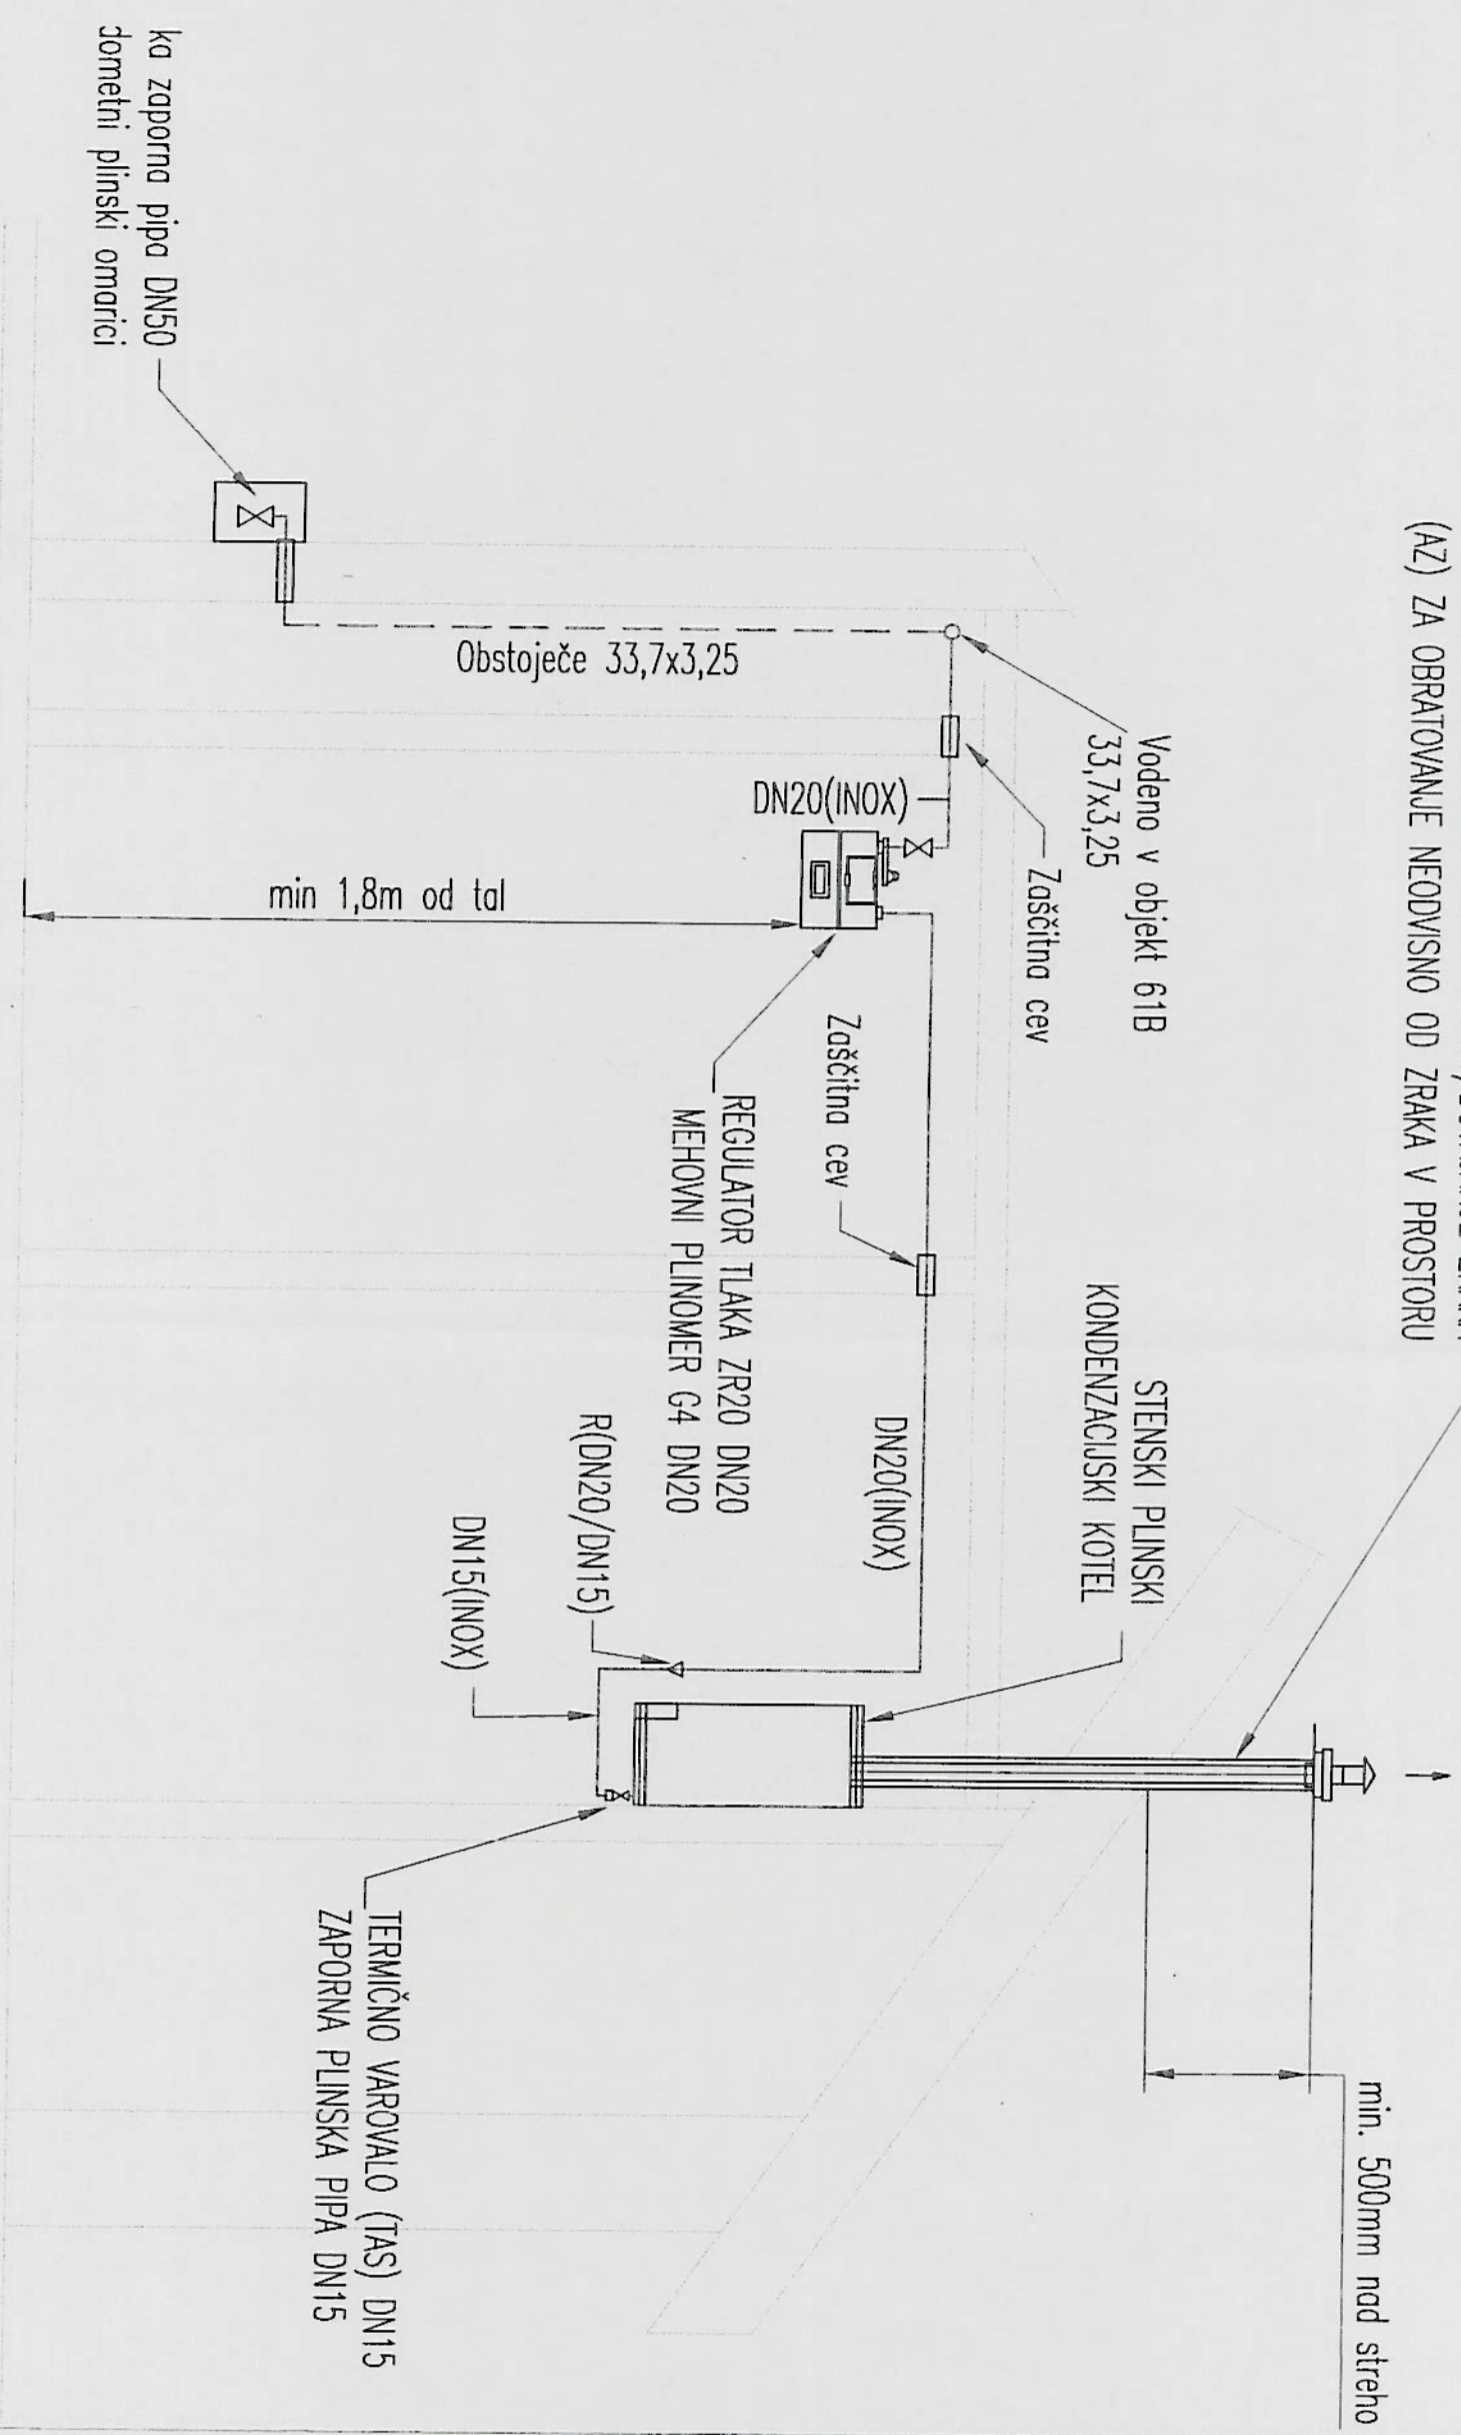 (AZ) ZA OBRATOVANJE NEODVISNO OD ZRAKA V PROSTORU
min. 500mm nad streho
STENSKI PLINSKI
KONDENZACIJSKI KOTEL
Vodeno v objekt 61B
33,7x3,25
Zaščitna cev
DN20(INOX)
Zaščitna cev
DN20(INOX)
Obstoječe 33,7x3,25
REGULATOR TLAKA ZR20 DN20
MEHOVNI PLINOMER G4 DN20
min 1,8m od tal
R(DN20/DN15)
DN15(INOX)
TERMIČNO VAROVALO (TAS) DN15
ZAPORNA PLINSKA PIPA DN15
ka zaporna pipa DN50
dometni plinski omarici